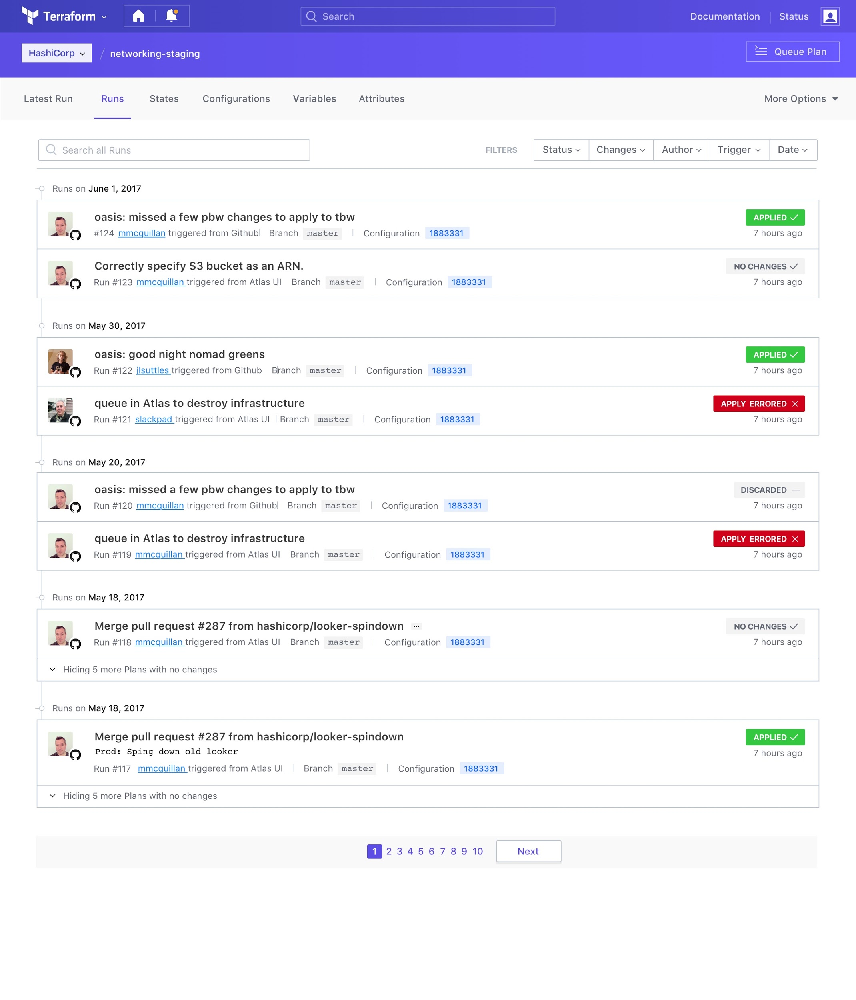 Terraform
Search
Documentation
Status
HashiCorp / networking-staging
Queue Plan
Latest Run
Runs
States
Configurations
Variables
Attributes
More Options
Search all Runs
FILTERS
Status
Changes
Author
Trigger
Date
Runs on June 1, 2017
oasis: missed a few pbw changes to apply to tbw
APPLIED
#124 mmcquillan triggered from Github Branch master Configuration 1883331
7 hours ago
Correctly specify S3 bucket as an ARN.
NO CHANGES
Run #123 mmcquillan triggered from Atlas UI Branch master Configuration 1883331
7 hours ago
Runs on May 30, 2017
oasis: good night nomad greens
APPLIED
Run #122 jlsuttles triggered from Github Branch master Configuration 1883331
7 hours ago
queue in Atlas to destroy infrastructure
APPLY ERRORED
Run #121 slackpad triggered from Atlas UI Branch master Configuration 1883331
7 hours ago
Runs on May 20, 2017
oasis: missed a few pbw changes to apply to tbw
DISCARDED
Run #120 mmcquillan triggered from Github Branch master Configuration 1883331
7 hours ago
queue in Atlas to destroy infrastructure
APPLY ERRORED
Run #119 mmcquillan triggered from Atlas UI Branch master Configuration 1883331
7 hours ago
Runs on May 18, 2017
Merge pull request #287 from hashicorp/looker-spindown ...
NO CHANGES
Run #118 mmcquillan triggered from Atlas UI Branch master Configuration 1883331
7 hours ago
Hiding 5 more Plans with no changes
Runs on May 18, 2017
Merge pull request #287 from hashicorp/looker-spindown
APPLIED
Prod: Sping down old looker
7 hours ago
Run #117 mmcquillan triggered from Atlas UI Branch master Configuration 1883331
Hiding 5 more Plans with no changes
1 2 3 4 5 6 7 8 9 10 Next